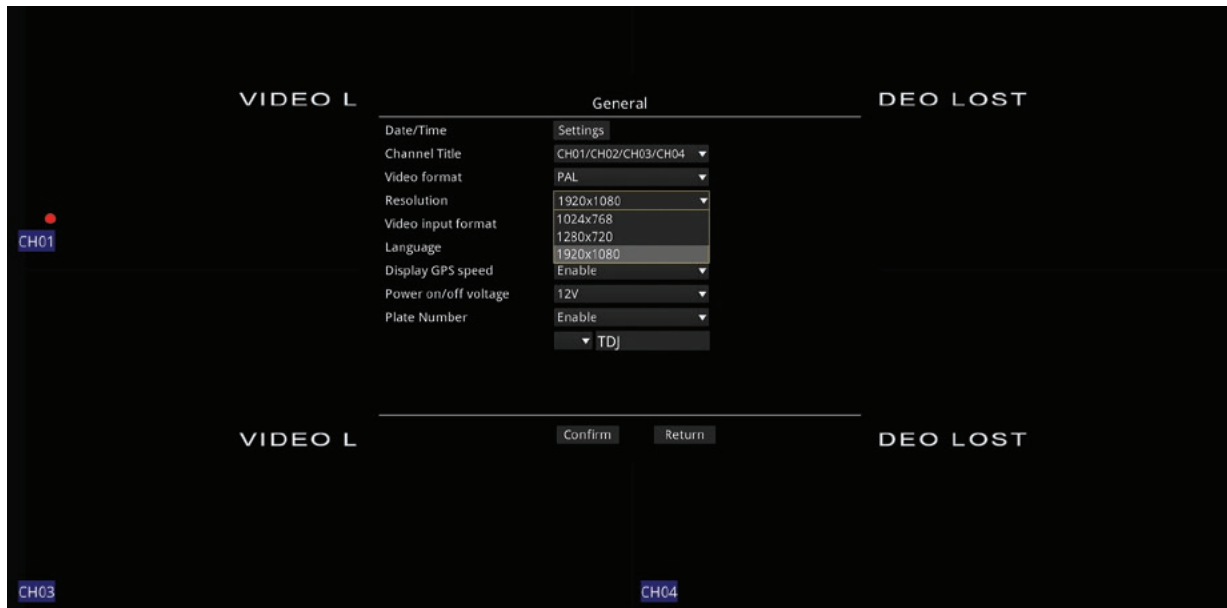 VIDEO L
General
DEO LOST
Date/Time Settings
Channel Title CH01/CH02/CH03/CH04
Video format PAL
Resolution 1920x1080
1024x768
1280x720
1920x1080
Video input format
Language
Display GPS speed Enable
Power on/off voltage 12V
Plate Number Enable
TDJ
CH01
VIDEO L
Confirm Return
DEO LOST
CH03
CH04